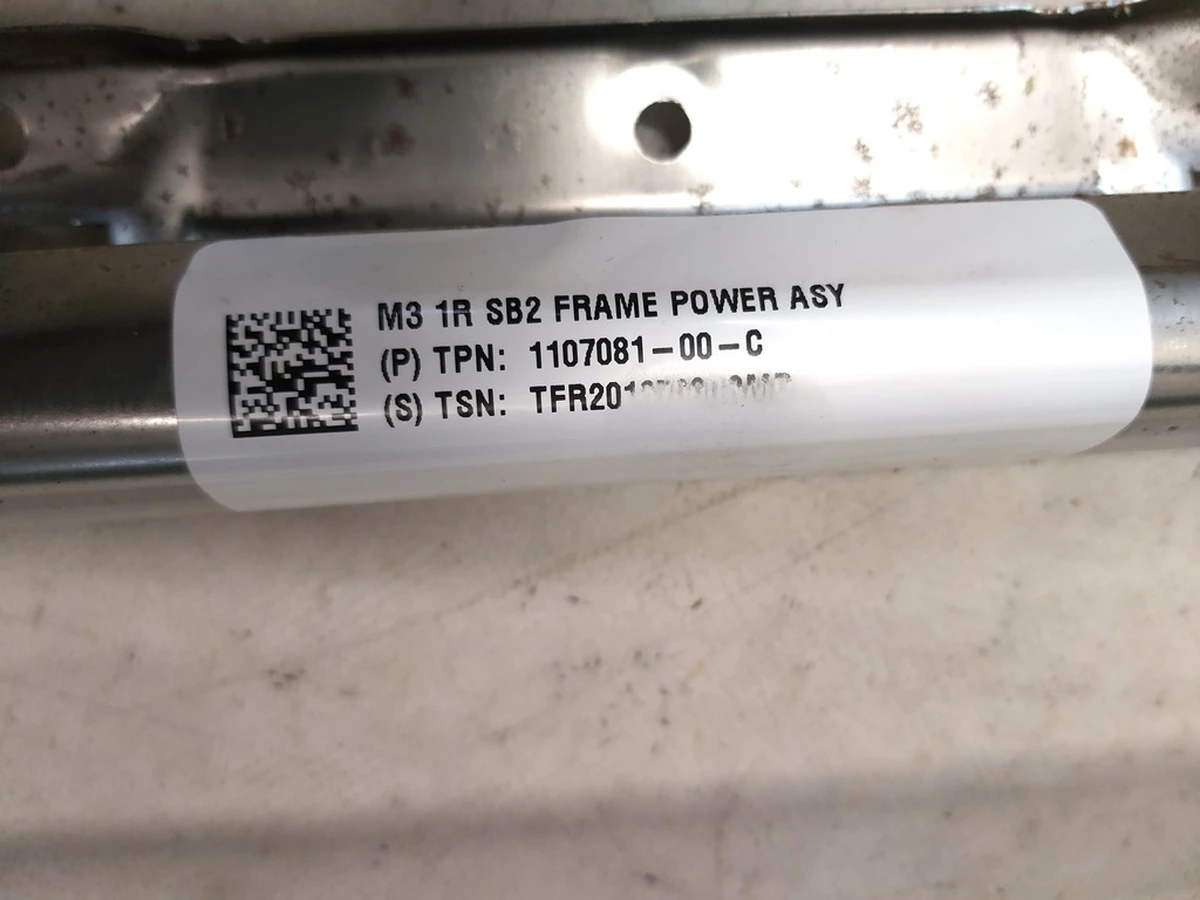 M3 1R SB2 FRAME POWER ASY
(P) TPN: 1107081-00-C
(S) TSN: